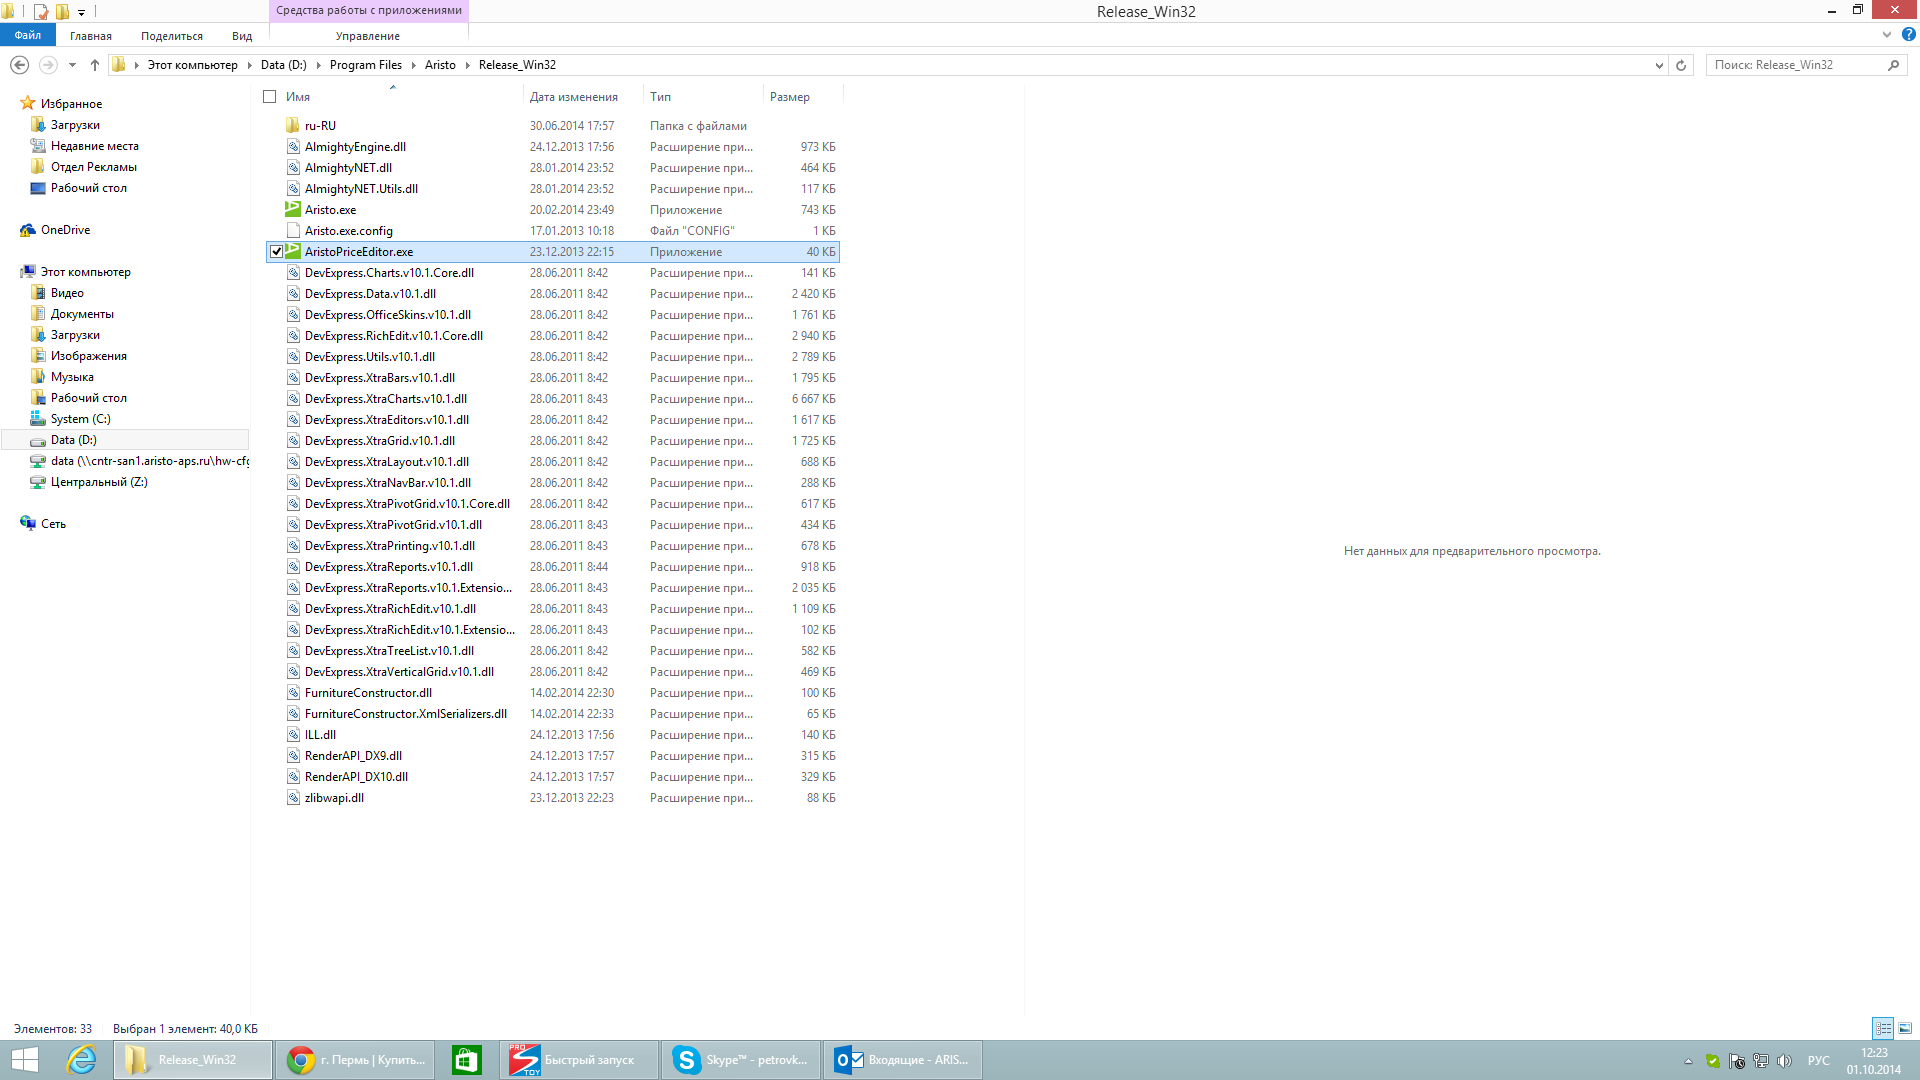 Средства работы с приложениями
Release_Win32
Файл Главная Поделиться Вид Управление
Этот компьютер Data (D:) Program Files Aristo Release_Win32
Поиск: Release_Win32
Избранное
Загрузки
Недавние места
Отдел Рекламы
Рабочий стол
OneDrive
Этот компьютер
Видео
Документы
Загрузки
Изображения
Музыка
Рабочий стол
System (C:)
Data (D:)
data (\\cntr-san1.aristo-aps.ru\hw-cfg
Центральный (Z:)
Сеть
Имя Дата изменения Тип Размер
ru-RU 30.06.2014 17:57 Папка с файлами
AlmightyEngine.dll 24.12.2013 17:56 Расширение при... 973 КБ
AlmightyNET.dll 28.01.2014 23:52 Расширение при... 464 КБ
AlmightyNET.Utils.dll 28.01.2014 23:52 Расширение при... 117 КБ
Aristo.exe 20.02.2014 23:49 Приложение 743 КБ
Aristo.exe.config 17.01.2013 10:18 Файл "CONFIG" 1 КБ
AristoPriceEditor.exe 23.12.2013 22:15 Приложение 40 КБ
DevExpress.Charts.v10.1.Core.dll 28.06.2011 8:42 Расширение при... 141 КБ
DevExpress.Data.v10.1.dll 28.06.2011 8:42 Расширение при... 2 420 КБ
DevExpress.OfficeSkins.v10.1.dll 28.06.2011 8:42 Расширение при... 1 761 КБ
DevExpress.RichEdit.v10.1.Core.dll 28.06.2011 8:42 Расширение при... 2 940 КБ
DevExpress.Utils.v10.1.dll 28.06.2011 8:42 Расширение при... 2 789 КБ
DevExpress.XtraBars.v10.1.dll 28.06.2011 8:42 Расширение при... 1 795 КБ
DevExpress.XtraCharts.v10.1.dll 28.06.2011 8:43 Расширение при... 6 667 КБ
DevExpress.XtraEditors.v10.1.dll 28.06.2011 8:42 Расширение при... 1 617 КБ
DevExpress.XtraGrid.v10.1.dll 28.06.2011 8:42 Расширение при... 1 725 КБ
DevExpress.XtraLayout.v10.1.dll 28.06.2011 8:42 Расширение при... 688 КБ
DevExpress.XtraNavBar.v10.1.dll 28.06.2011 8:42 Расширение при... 288 КБ
DevExpress.XtraPivotGrid.v10.1.Core.dll 28.06.2011 8:42 Расширение при... 617 КБ
DevExpress.XtraPivotGrid.v10.1.dll 28.06.2011 8:43 Расширение при... 434 КБ
DevExpress.XtraPrinting.v10.1.dll 28.06.2011 8:43 Расширение при... 678 КБ
DevExpress.XtraReports.v10.1.dll 28.06.2011 8:44 Расширение при... 918 КБ
DevExpress.XtraReports.v10.1.Extensio... 28.06.2011 8:43 Расширение при... 2 035 КБ
DevExpress.XtraRichEdit.v10.1.dll 28.06.2011 8:43 Расширение при... 1 109 КБ
DevExpress.XtraRichEdit.v10.1.Extensio... 28.06.2011 8:43 Расширение при... 102 КБ
DevExpress.XtraTreeList.v10.1.dll 28.06.2011 8:42 Расширение при... 582 КБ
DevExpress.XtraVerticalGrid.v10.1.dll 28.06.2011 8:42 Расширение при... 469 КБ
FurnitureConstructor.dll 14.02.2014 22:30 Расширение при... 100 КБ
FurnitureConstructor.XmlSerializers.dll 14.02.2014 22:33 Расширение при... 65 КБ
ILL.dll 24.12.2013 17:56 Расширение при... 140 КБ
RenderAPI_DX9.dll 24.12.2013 17:57 Расширение при... 315 КБ
RenderAPI_DX10.dll 24.12.2013 17:57 Расширение при... 329 КБ
zlibwapi.dll 23.12.2013 22:23 Расширение при... 88 КБ
Нет данных для предварительного просмотра.
Элементов: 33 Выбран 1 элемент: 40,0 КБ
Release_Win32
г. Пермь | Купить...
PRO
TOY
Быстрый запуск
Skype™ - petrovk...
Входящие - ARIS...
РУС
12:23
01.10.2014